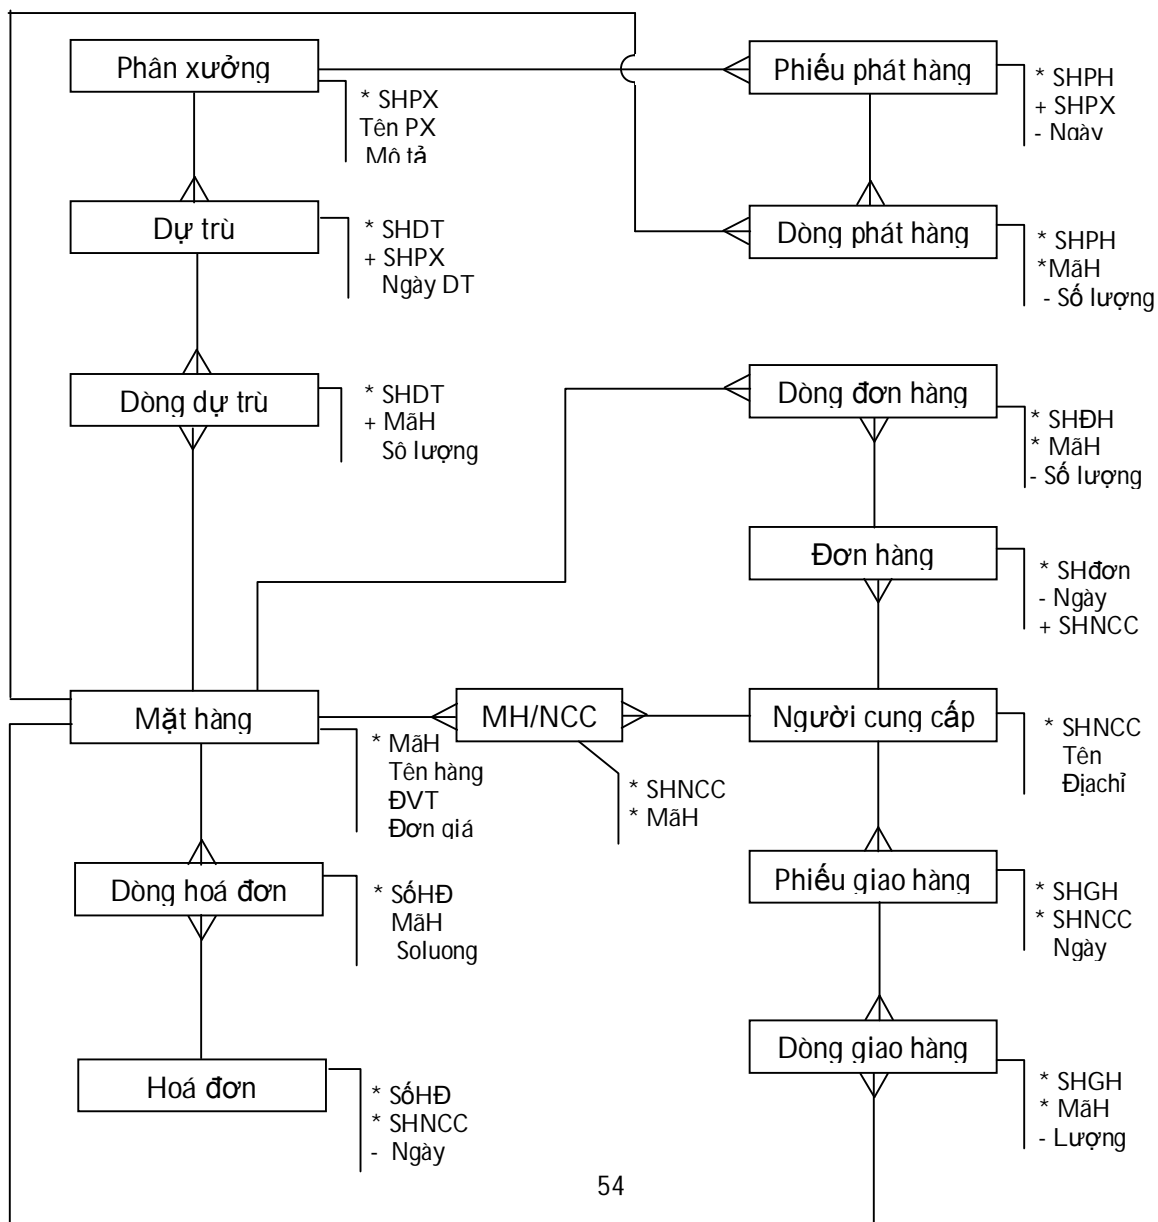 Phân xưởng
* SHPX
Tên PX
Mô tả
Phiếu phát hàng
* SHPH
+ SHPX
- Ngày
Dự trù
* SHDT
+ SHPX
Ngày DT
Dòng phát hàng
* SHPH
*MãH
- Số lượng
Dòng dự trù
* SHDT
+ MãH
Sô lượng
Dòng đơn hàng
* SHĐH
* MãH
- Số lượng
Đơn hàng
* SHđơn
- Ngày
+ SHNCC
Mặt hàng
* MãH
Tên hàng
ĐVT
Đơn giá
MH/NCC
* SHNCC
* MãH
Người cung cấp
* SHNCC
Tên
Địachỉ
Dòng hoá đơn
* SốHĐ
MãH
Soluong
Phiếu giao hàng
* SHGH
* SHNCC
Ngày
Hoá đơn
* SốHĐ
* SHNCC
- Ngày
Dòng giao hàng
* SHGH
* MãH
- Lượng
54